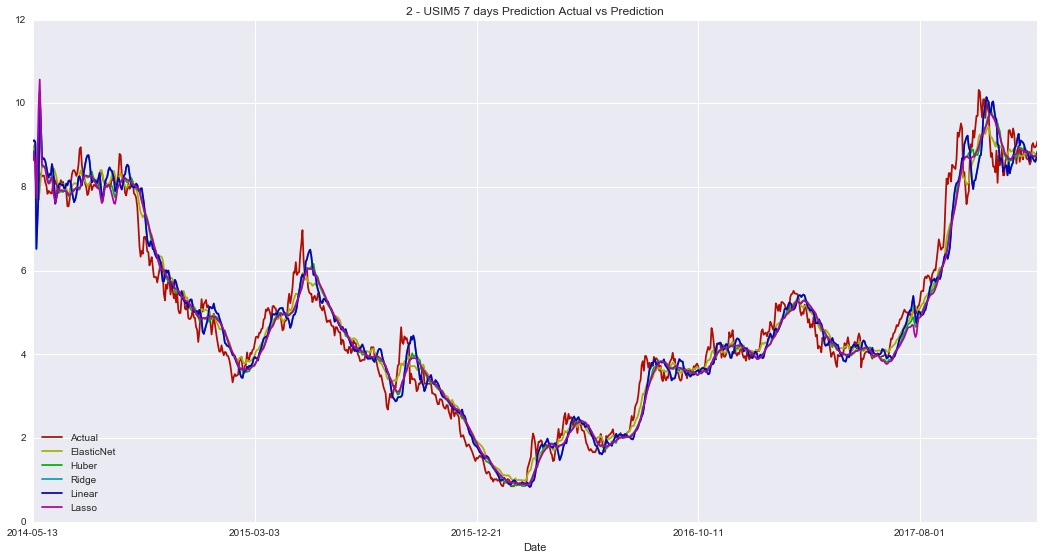 2 - USIM5 7 days Prediction Actual vs Prediction
12
10
8
6
4
2
0
Actual
ElasticNet
Huber
Ridge
Linear
Lasso
2014-05-13
2015-03-03
2015-12-21
2016-10-11
2017-08-01
Date